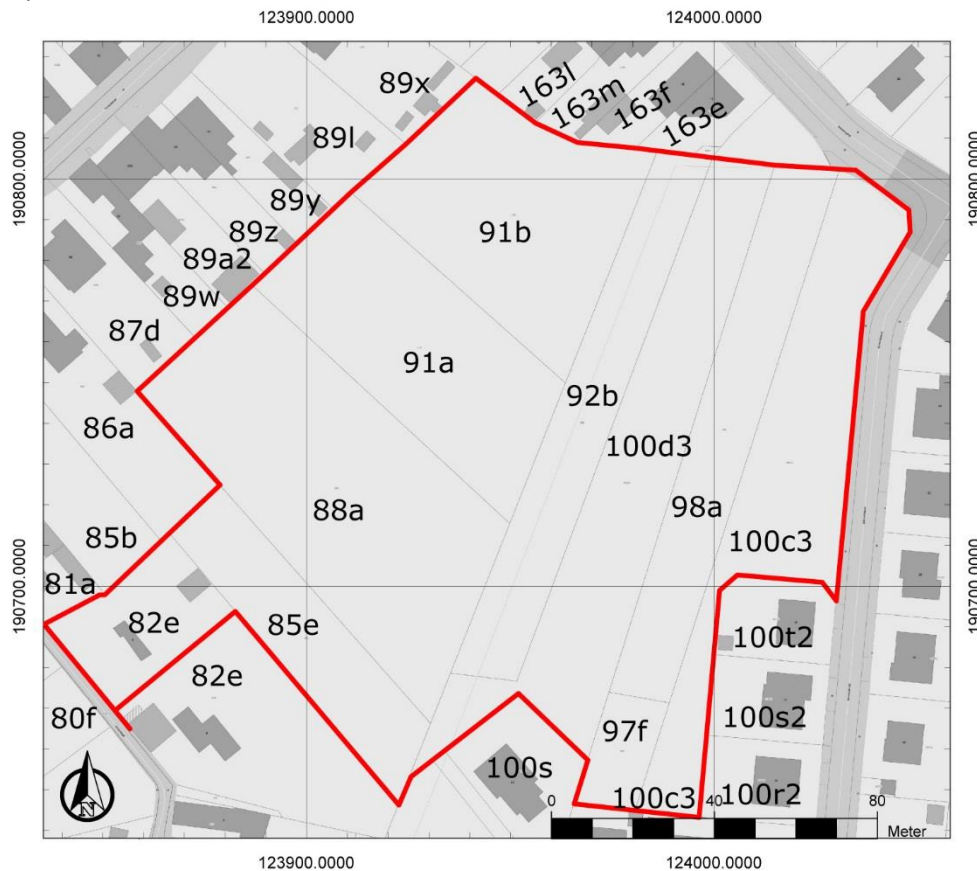 123900.0000 124000.0000
89x
163l
163m
163f
163e
89l
190800.0000 190800.0000
89y
91b
89z
89a2
89w
87d
91a
92b
86a
100d3
88a
98a
85b
100c3
190700.0000 190700.0000
81a
82e
85e
100t2
82e
80f
97f
100s2
100s
N
100c3
100r2
0 40 80
Meter
123900.0000 124000.0000